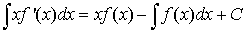 ∫xf'(x)dx = xf(x) − ∫f(x)dx + C